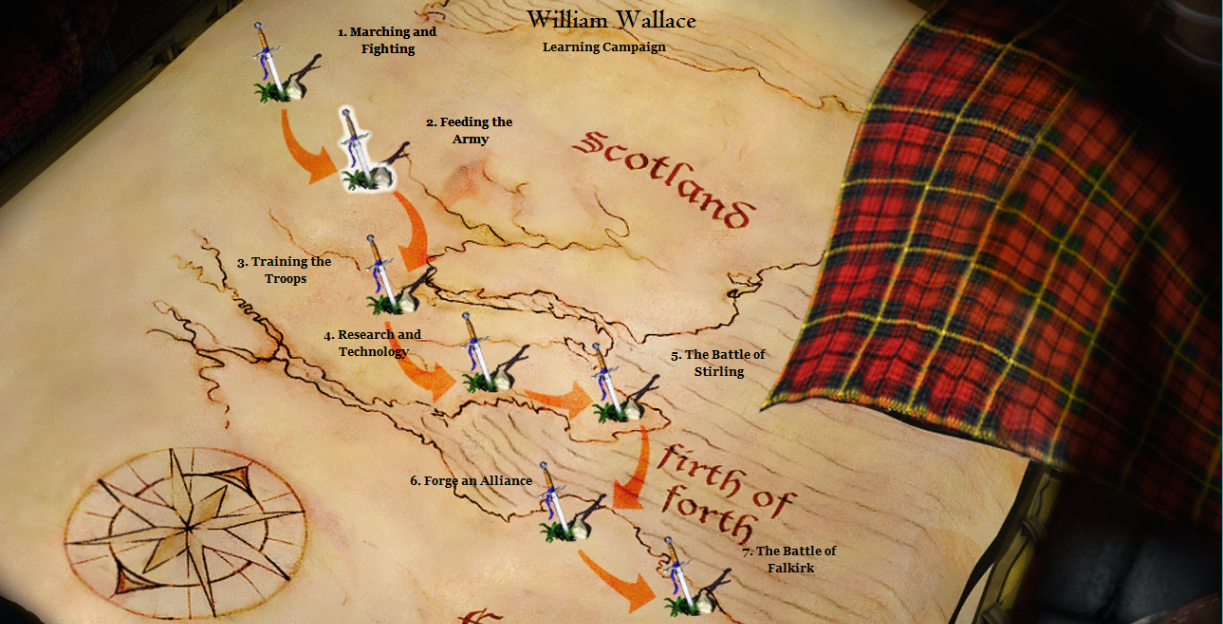 William Wallace
Learning Campaign
1. Marching and
Fighting
2. Feeding the
Army
Scotland
3. Training the
Troops
4. Research and
Technology
5. The Battle of
Stirling
6. Forge an Alliance
firth of
forth
7. The Battle of
Falkirk